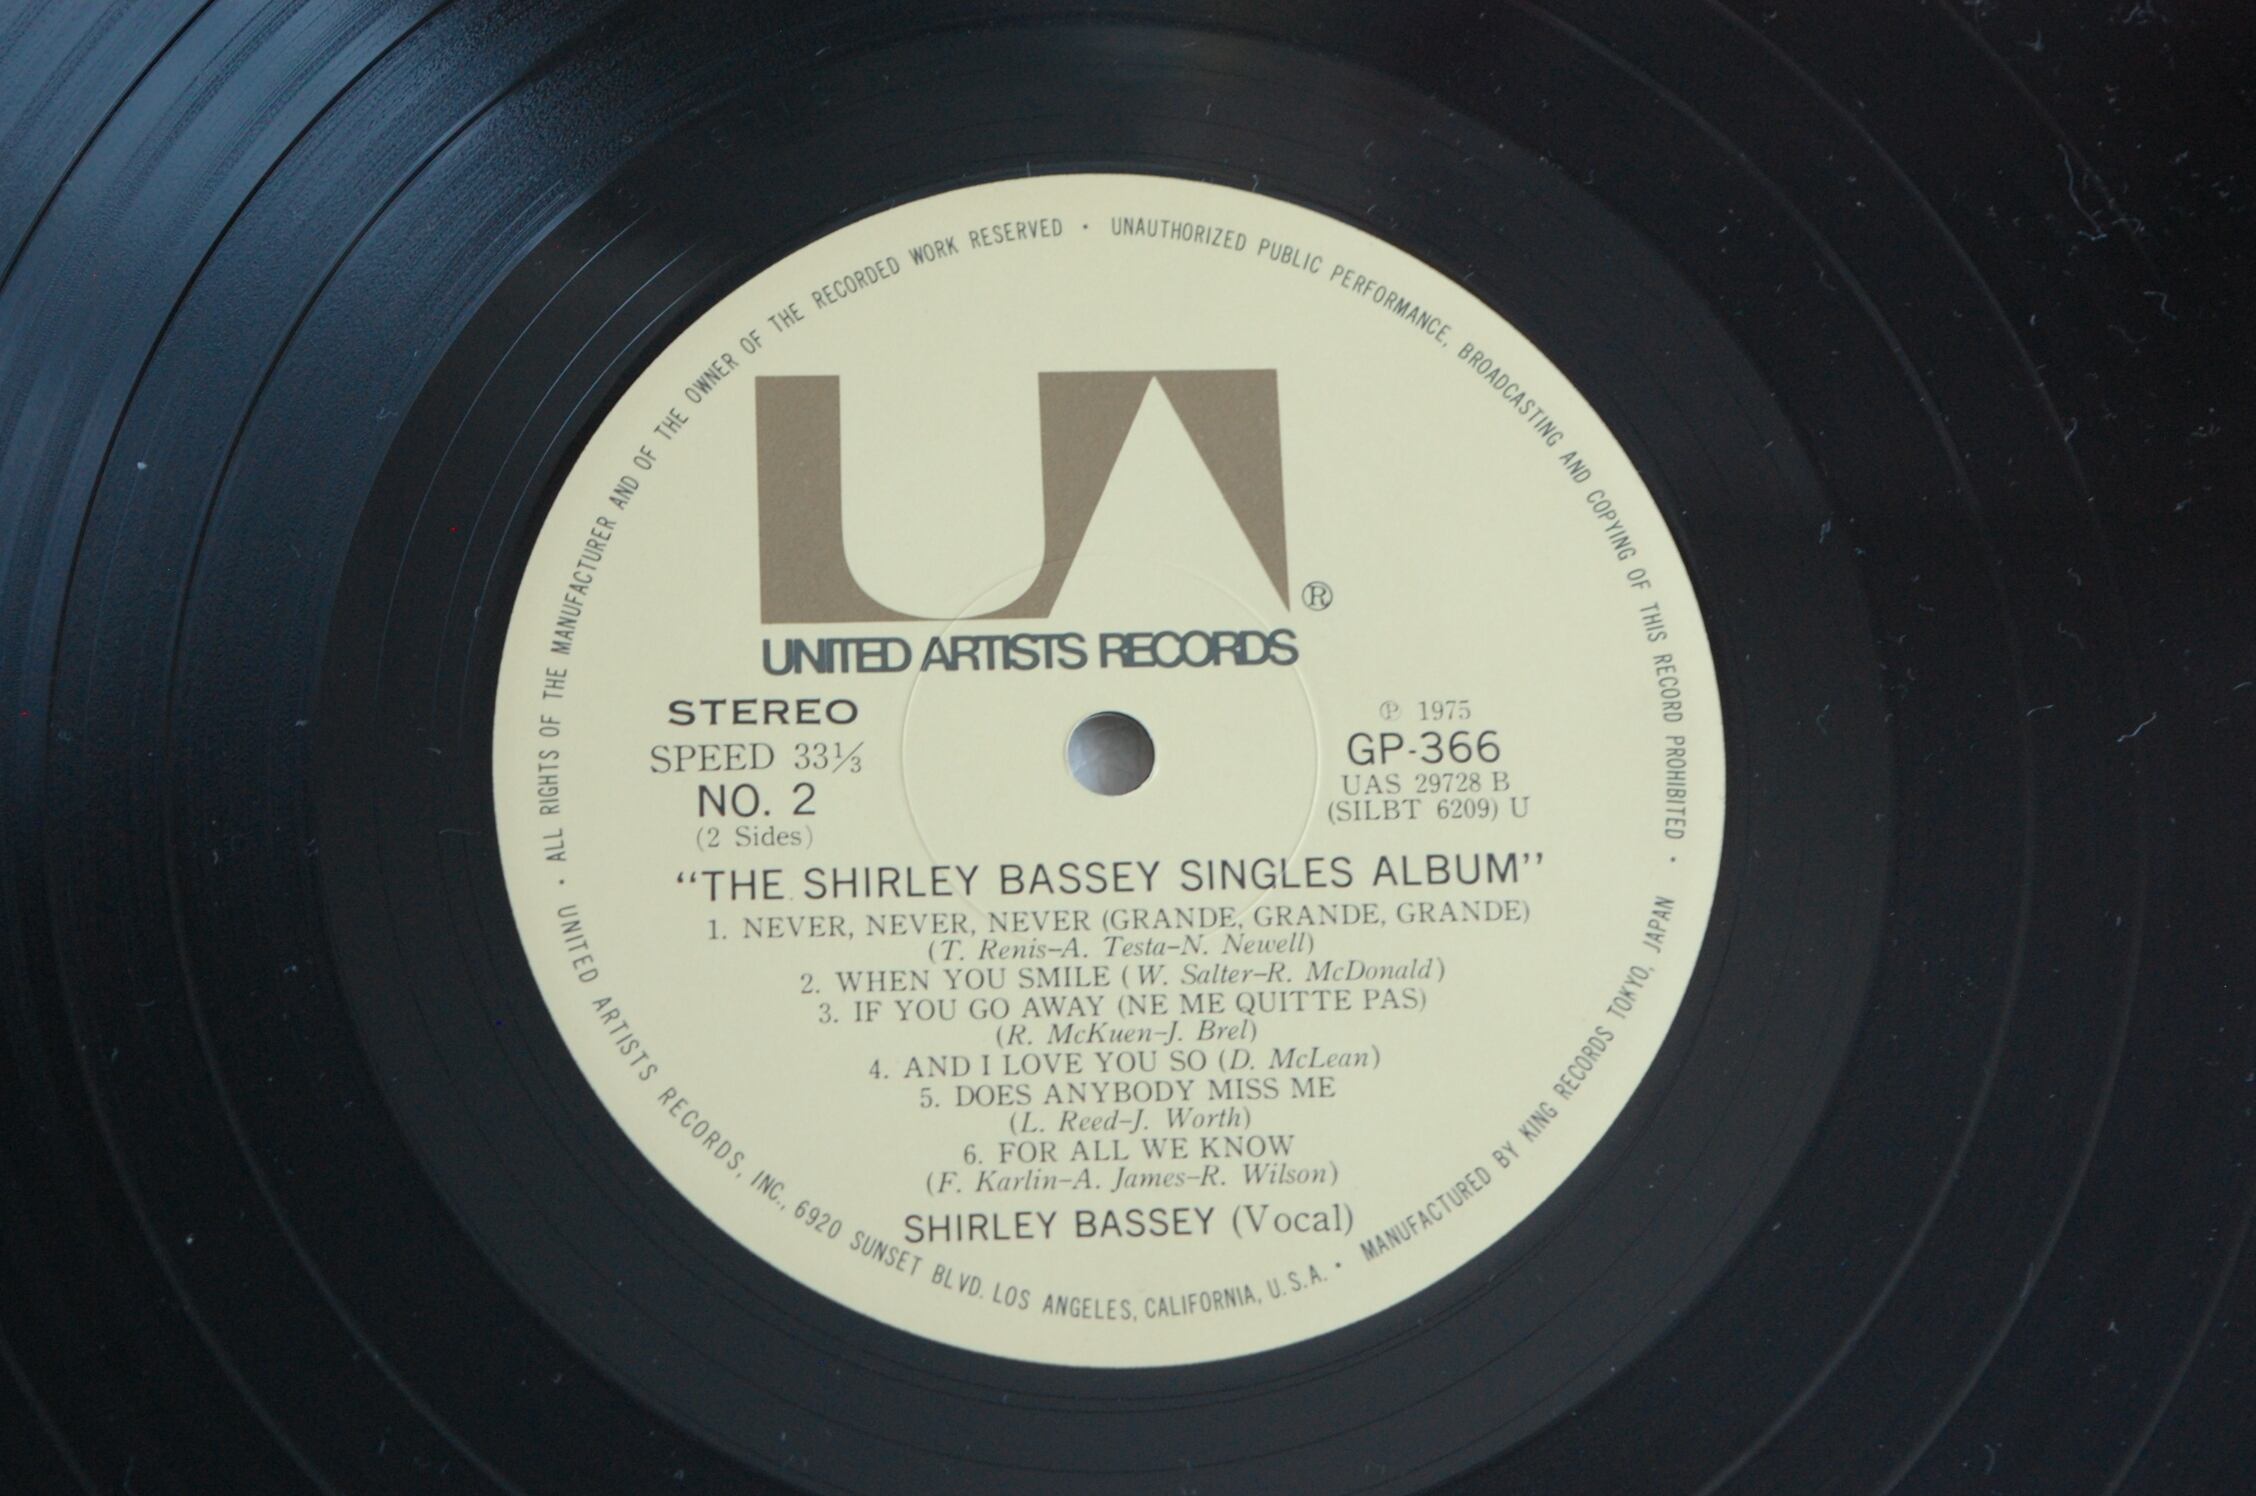 ALL RIGHTS OF THE MANUFACTURER AND OF THE OWNER OF THE RECORDED WORK RESERVED · UNAUTHORIZED PUBLIC PERFORMANCE, BROADCASTING AND COPYING OF THIS RECORD PROHIBITED ·
UA ®
UNITED ARTISTS RECORDS
STEREO
SPEED 33⅓
NO. 2
(2 Sides)
℗ 1975
GP-366
UAS 29728 B
(SILBT 6209) U
“THE SHIRLEY BASSEY SINGLES ALBUM”
1. NEVER, NEVER, NEVER (GRANDE, GRANDE, GRANDE)
(T. Renis–A. Testa–N. Newell)
2. WHEN YOU SMILE (W. Salter–R. McDonald)
3. IF YOU GO AWAY (NE ME QUITTE PAS)
(R. McKuen–J. Brel)
4. AND I LOVE YOU SO (D. McLean)
5. DOES ANYBODY MISS ME
(L. Reed–J. Worth)
6. FOR ALL WE KNOW
(F. Karlin–A. James–R. Wilson)
SHIRLEY BASSEY (Vocal)
· UNITED ARTISTS RECORDS, INC., 6920 SUNSET BLVD. LOS ANGELES, CALIFORNIA, U.S.A. · MANUFACTURED BY KING RECORDS TOKYO, JAPAN